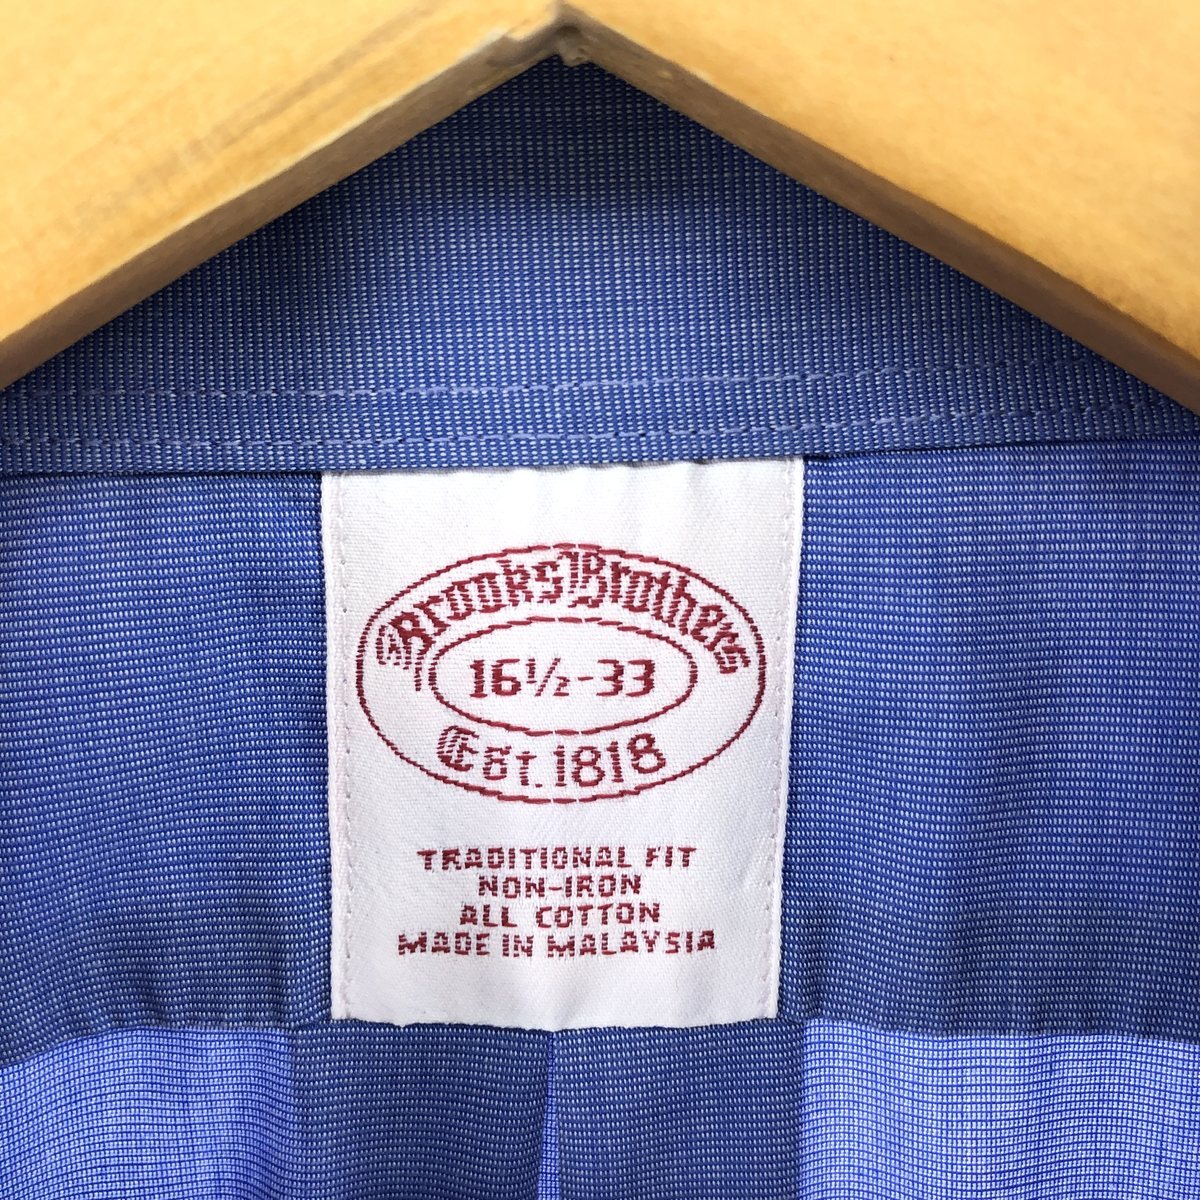 Brooks Brothers
16½-33
Est. 1818
TRADITIONAL FIT
NON-IRON
ALL COTTON
MADE IN MALAYSIA